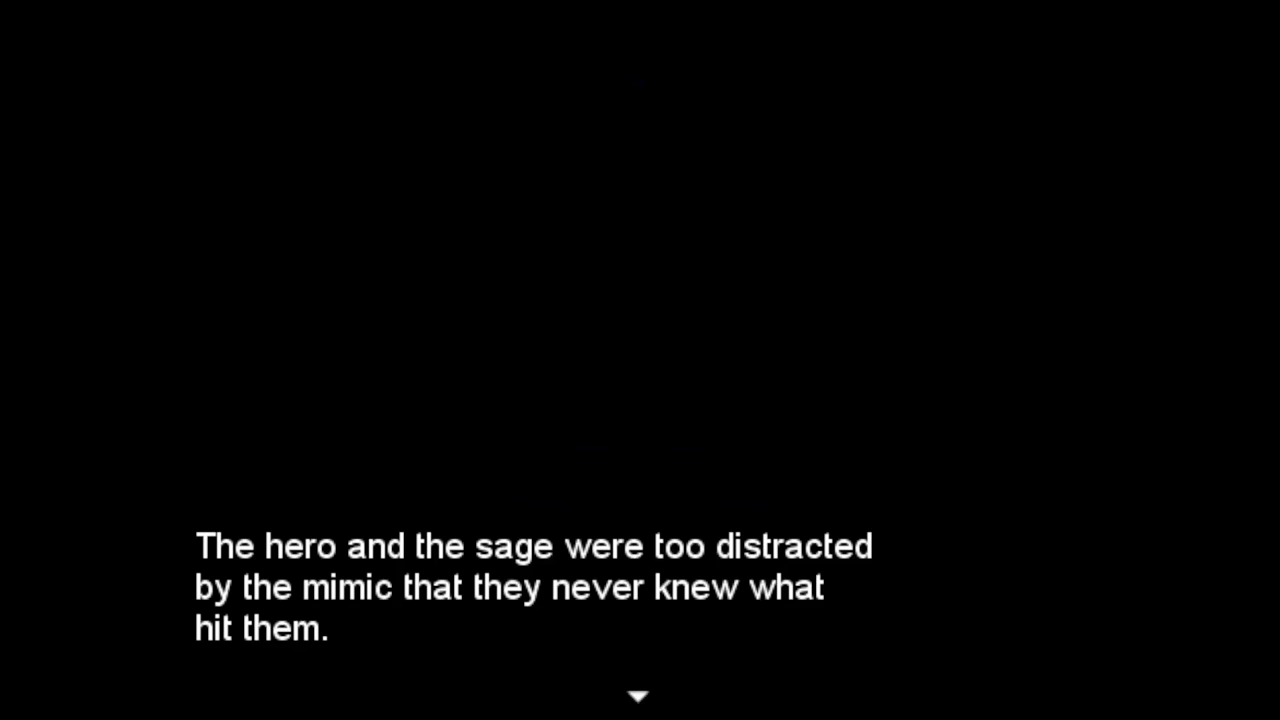 The hero and the sage were too distracted
by the mimic that they never knew what
hit them.